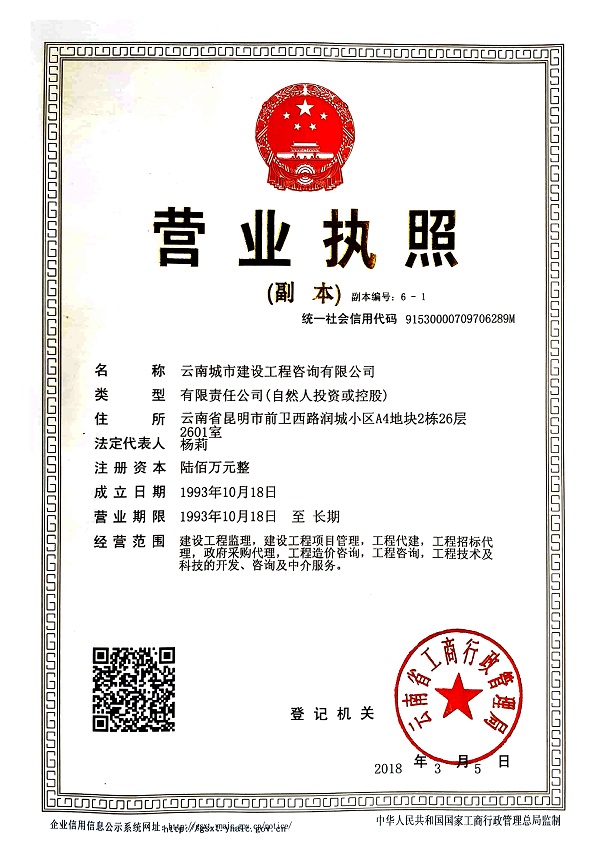 营业执照
(副 本) 副本编号：6 - 1
统一社会信用代码 91530000709706289M
名称 云南城市建设工程咨询有限公司
类型 有限责任公司(自然人投资或控股)
住所 云南省昆明市前卫西路润城小区A4地块2栋26层
2601室
法定代表人 杨莉
注册资本 陆佰万元整
成立日期 1993年10月18日
营业期限 1993年10月18日 至 长期
经营范围 建设工程监理，建设工程项目管理，工程代建，工程招标代
理，政府采购代理，工程造价咨询，工程咨询，工程技术及
科技的开发、咨询及中介服务。
云南省工商行政管理局
登记机关
2018 年 3 月 5 日
企业信用信息公示系统网址：
中华人民共和国国家工商行政管理总局监制